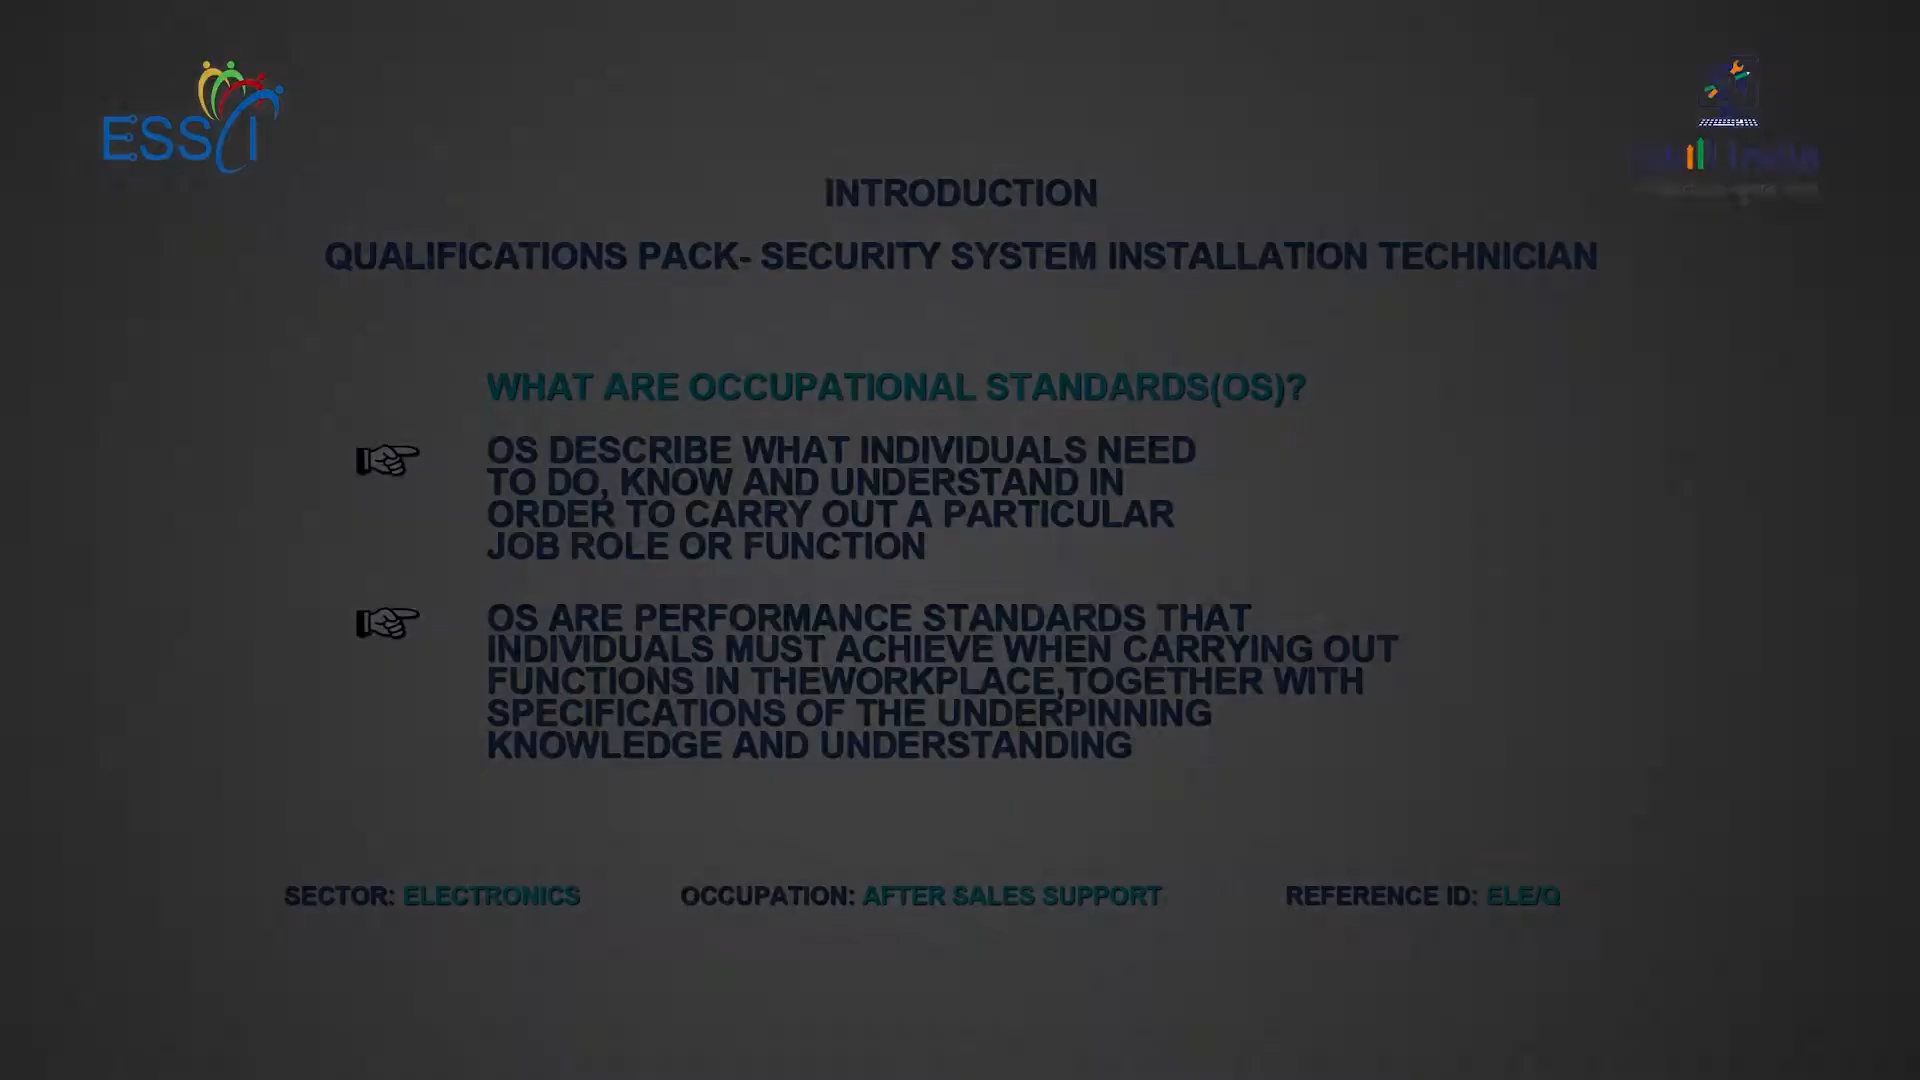 ESSCI
Skill India
INTRODUCTION
QUALIFICATIONS PACK- SECURITY SYSTEM INSTALLATION TECHNICIAN
WHAT ARE OCCUPATIONAL STANDARDS(OS)?
OS DESCRIBE WHAT INDIVIDUALS NEED
TO DO, KNOW AND UNDERSTAND IN
ORDER TO CARRY OUT A PARTICULAR
JOB ROLE OR FUNCTION
OS ARE PERFORMANCE STANDARDS THAT
INDIVIDUALS MUST ACHIEVE WHEN CARRYING OUT
FUNCTIONS IN THEWORKPLACE,TOGETHER WITH
SPECIFICATIONS OF THE UNDERPINNING
KNOWLEDGE AND UNDERSTANDING
SECTOR: ELECTRONICS
OCCUPATION: AFTER SALES SUPPORT
REFERENCE ID: ELE/Q